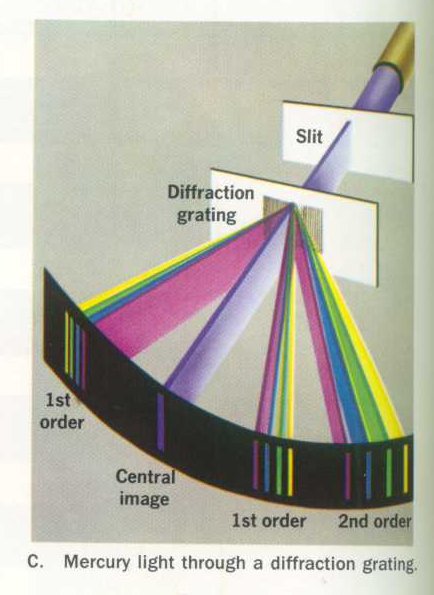 Slit
Diffraction
grating
1st
order
Central
image
1st order
2nd order
C. Mercury light through a diffraction grating.